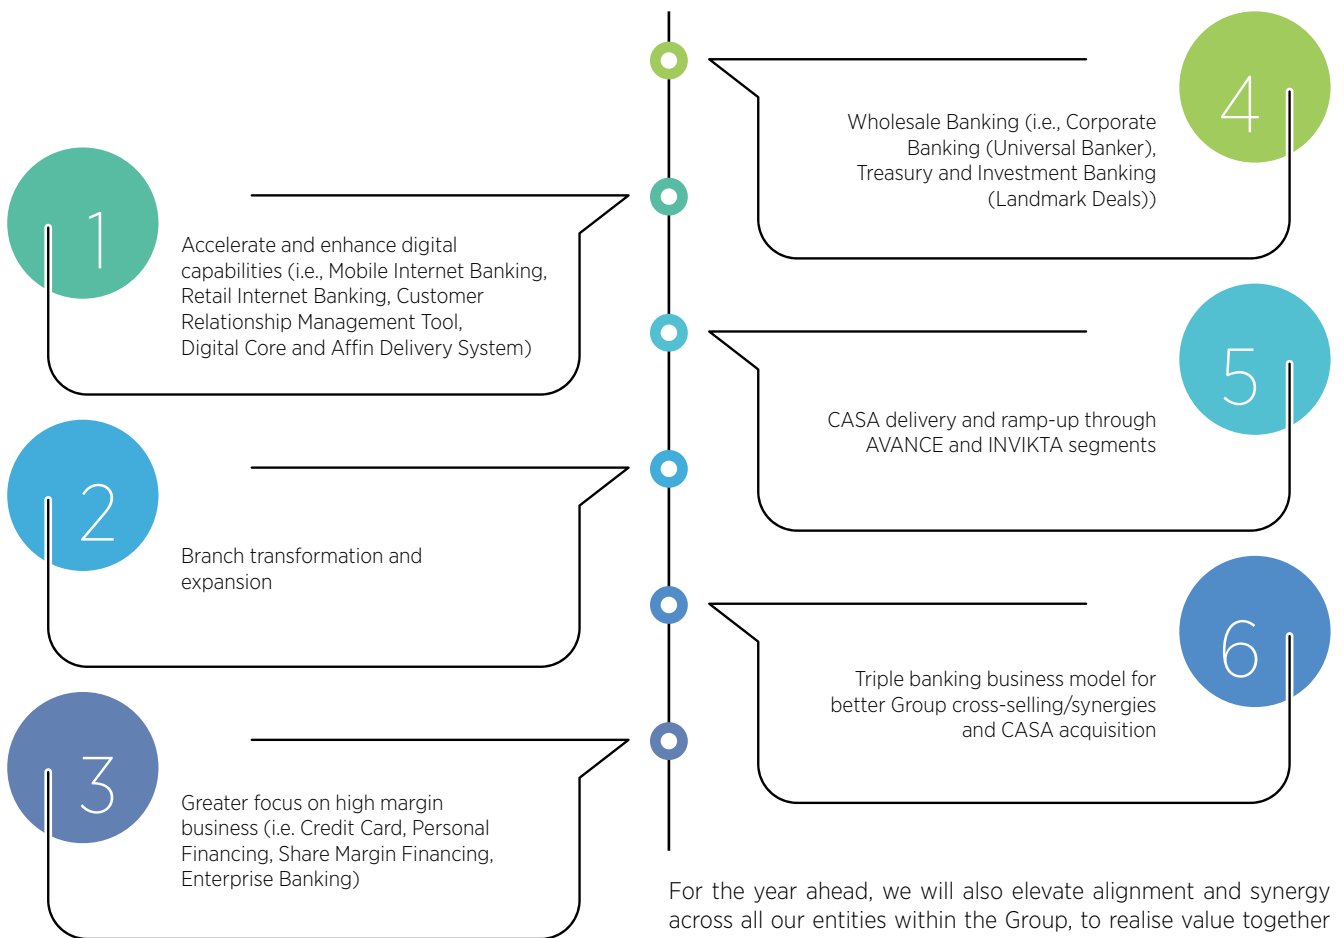 1
Accelerate and enhance digital
capabilities (i.e., Mobile Internet Banking,
Retail Internet Banking, Customer
Relationship Management Tool,
Digital Core and Affin Delivery System)
2
Branch transformation and
expansion
3
Greater focus on high margin
business (i.e. Credit Card, Personal
Financing, Share Margin Financing,
Enterprise Banking)
4
Wholesale Banking (i.e., Corporate
Banking (Universal Banker),
Treasury and Investment Banking
(Landmark Deals))
5
CASA delivery and ramp-up through
AVANCE and INVIKTA segments
6
Triple banking business model for
better Group cross-selling/synergies
and CASA acquisition
For the year ahead, we will also elevate alignment and synergy
across all our entities within the Group, to realise value together